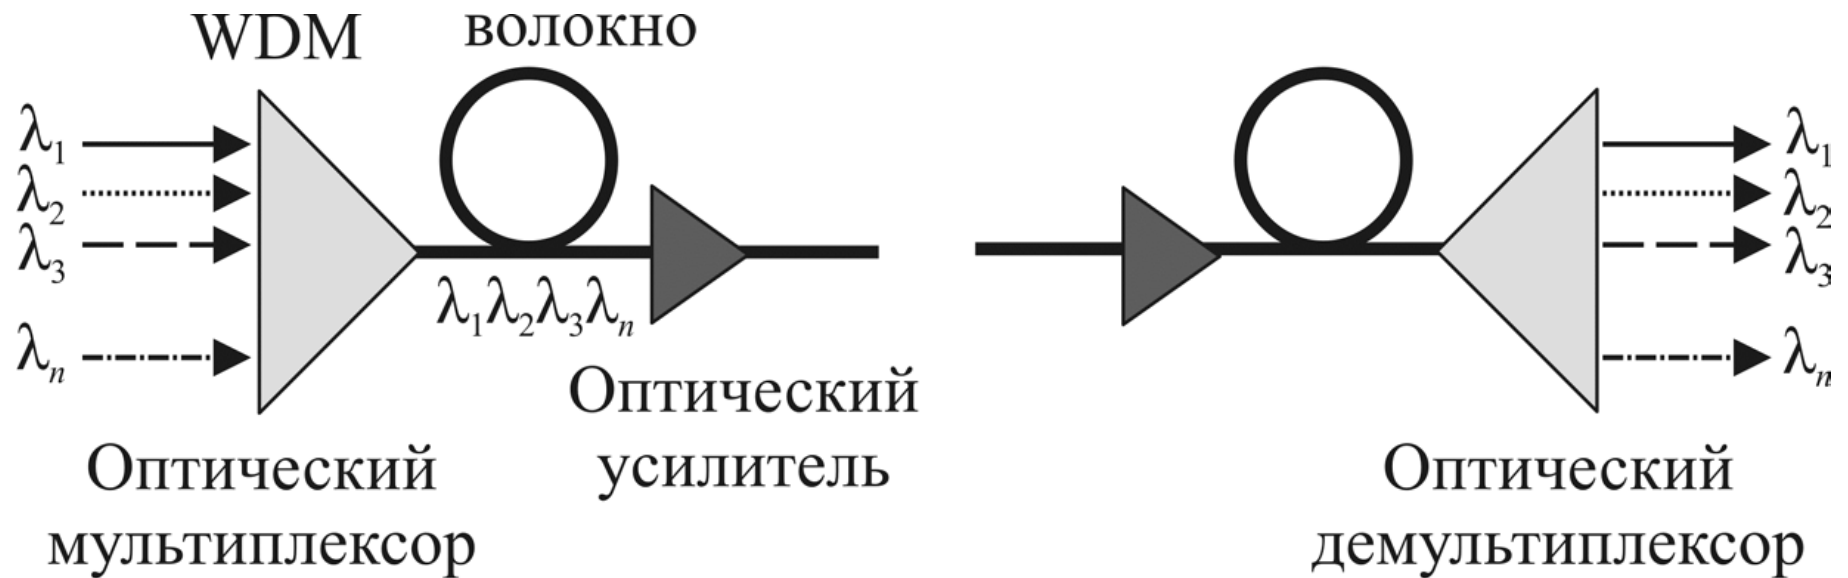 WDM
волокно
λ1
λ2
λ3
λn
λ1λ2λ3λn
Оптический
усилитель
Оптический
мультиплексор
λ1
λ2
λ3
λn
Оптический
демультиплексор